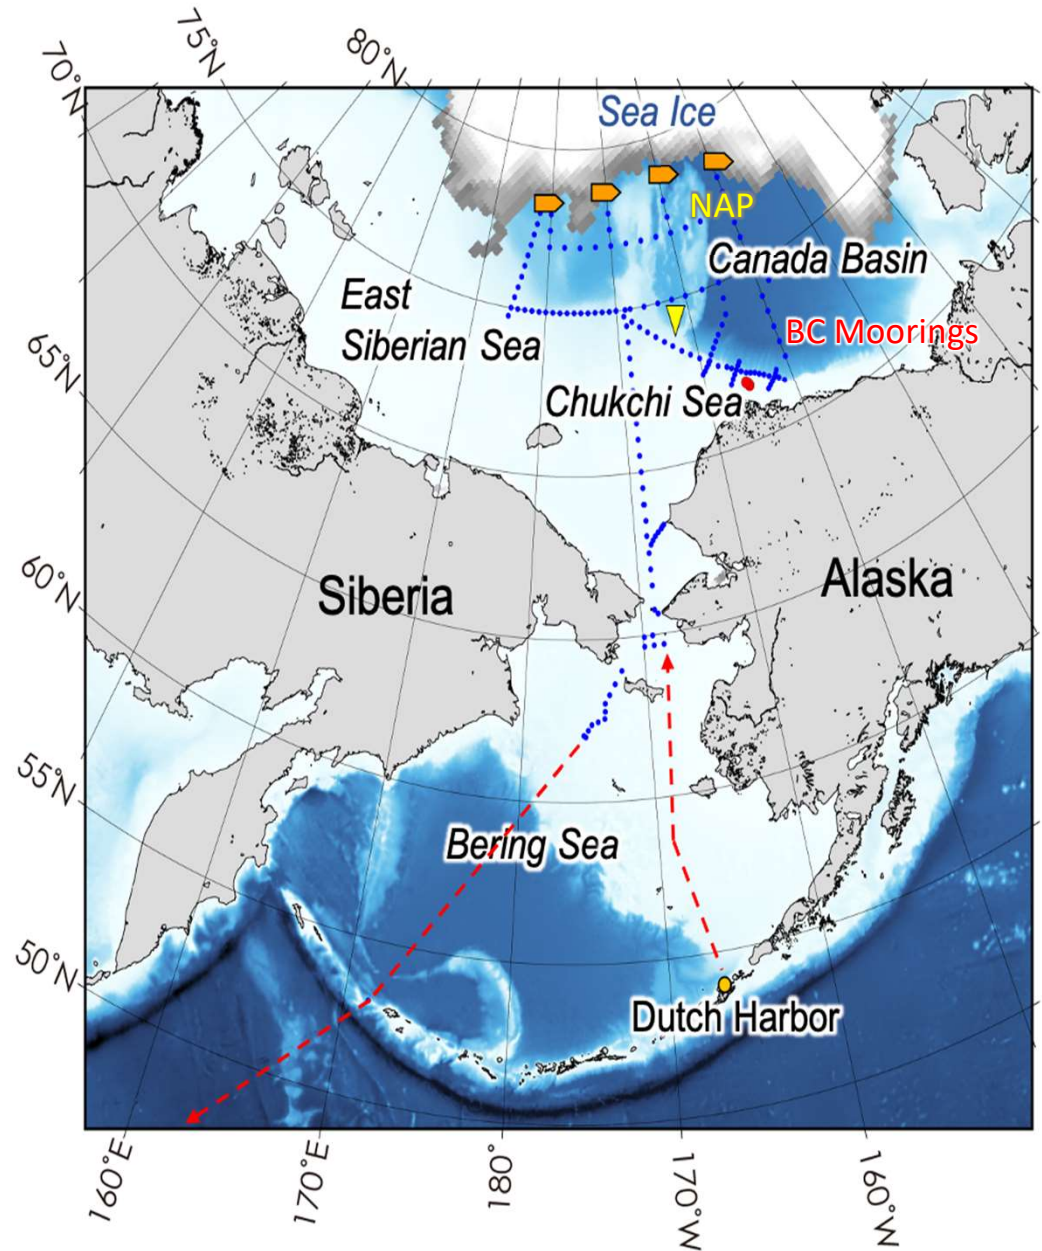 80°N
75°N
70°N
Sea Ice
NAP
Canada Basin
East
Siberian Sea
BC Moorings
65°N
Chukchi Sea
60°N
Siberia
Alaska
55°N
Bering Sea
50°N
Dutch Harbor
160°E
170°E
180°
170°W
160°W